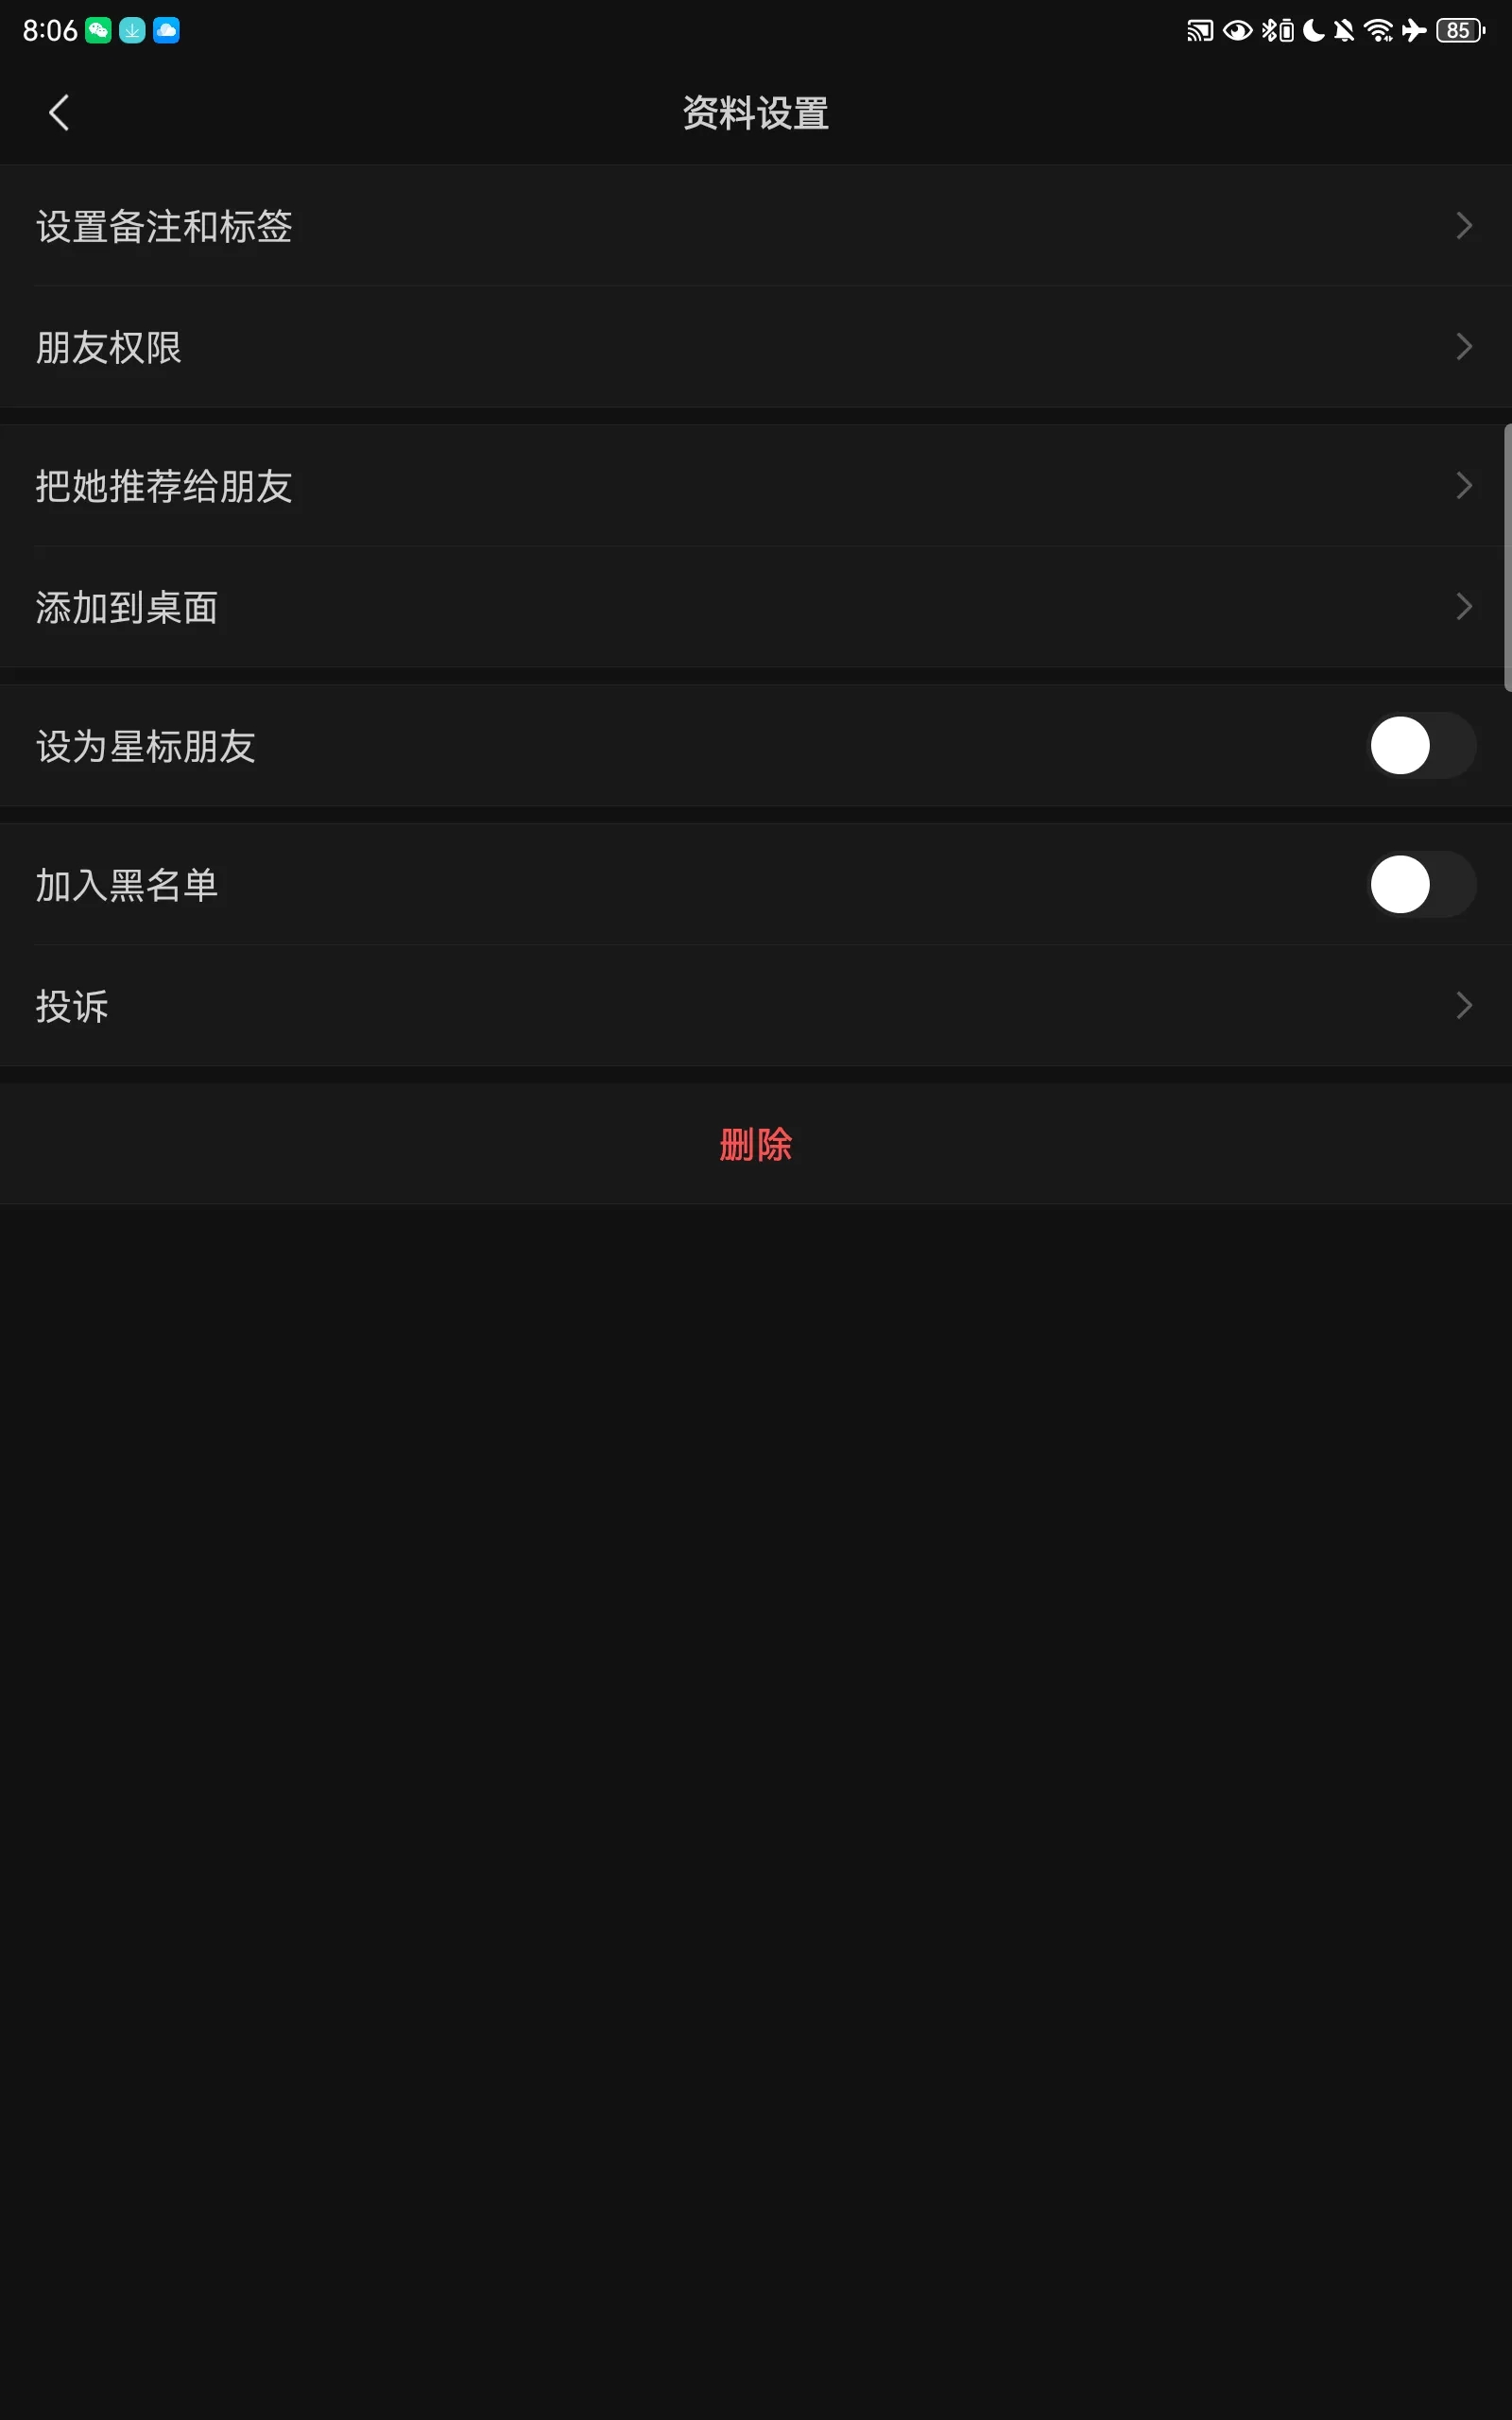 8:06
85
资料设置
设置备注和标签
朋友权限
把她推荐给朋友
添加到桌面
设为星标朋友
加入黑名单
投诉
删除